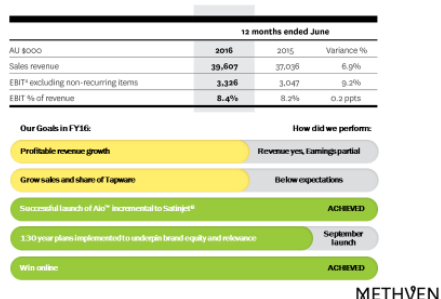 12 months ended June
AU $000 2016 2015 Variance %
Sales revenue 39,607 37,036 6.9%
EBIT¹ excluding non-recurring items 3,326 3,047 9.2%
EBIT % of revenue 8.4% 8.2% 0.2 ppts
Our Goals in FY16: How did we perform:
Profitable revenue growth Revenue yes, Earnings partial
Grow sales and share of Tapware Below expectations
Successful launch of Aio™ incremental to Satinjet® ACHIEVED
130 year plans implemented to underpin brand equity and relevance September launch
Win online ACHIEVED
METHVEN